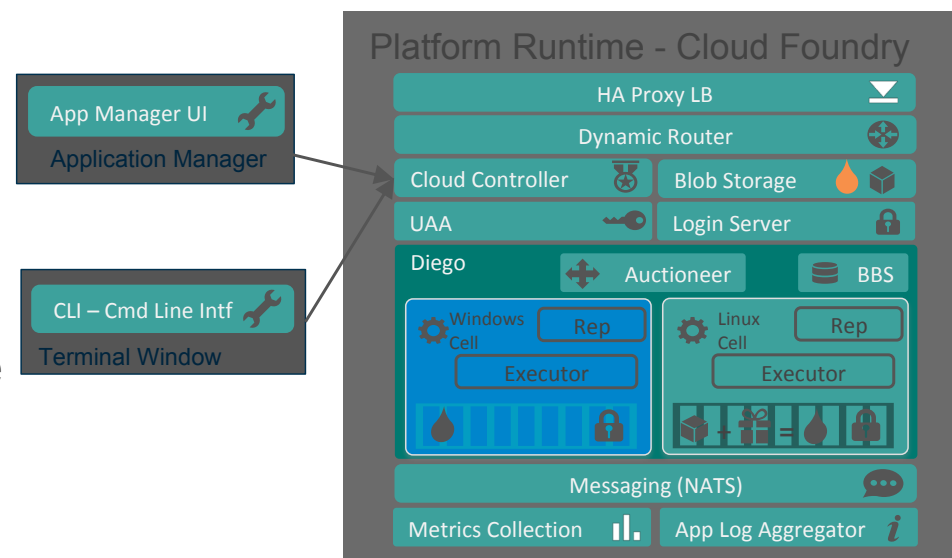 Platform Runtime - Cloud Foundry
HA Proxy LB
Dynamic Router
App Manager UI
Application Manager
Cloud Controller
Blob Storage
UAA
Login Server
Diego
Auctioneer
BBS
CLI – Cmd Line Intf
Terminal Window
e
Windows
Cell
Rep
Executor
Linux
Cell
Rep
Executor
+
=
Messaging (NATS)
Metrics Collection
App Log Aggregator
i